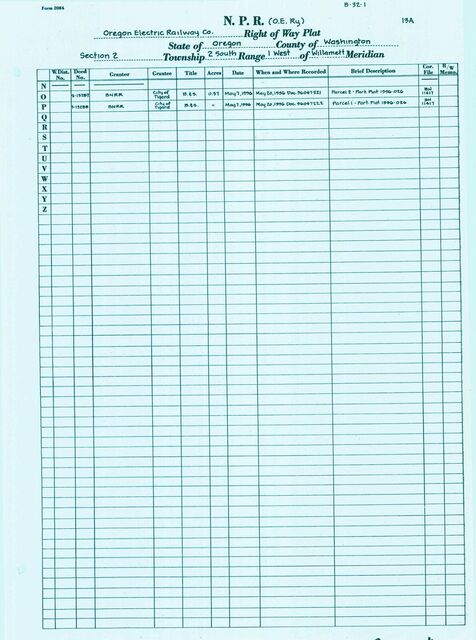 Form 2084
B-32-1
N. P. R. (O.E. Ry)
15A
Oregon Electric Railway Co. Right of Way Plat
State of Oregon County of Washington
Section 2 Township 2 South Range 1 West of Willamett Meridian
W.Dist. No. Deed No. Grantor Grantee Title Acres Date When and Where Recorded Brief Description Cor. File R. W. Memo.
N
O BNRR City of Tigard B.&S. 0.57 May 7, 1996 May 20, 1996 Doc. 96047221 Parcel 2 - Part Plat 1996-026
P BNRR City of Tigard B.&S. " May 7, 1996 May 20, 1996 Doc. 96047223 Parcel 1 - Part Plat 1996-026
Q
R
S
T
U
V
W
X
Y
Z